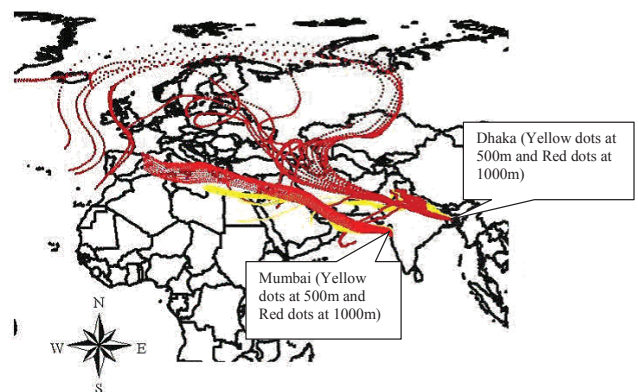 Dhaka (Yellow dots at
500m and Red dots at
1000m)
Mumbai (Yellow
dots at 500m and
Red dots at 1000m)
N
W E
S